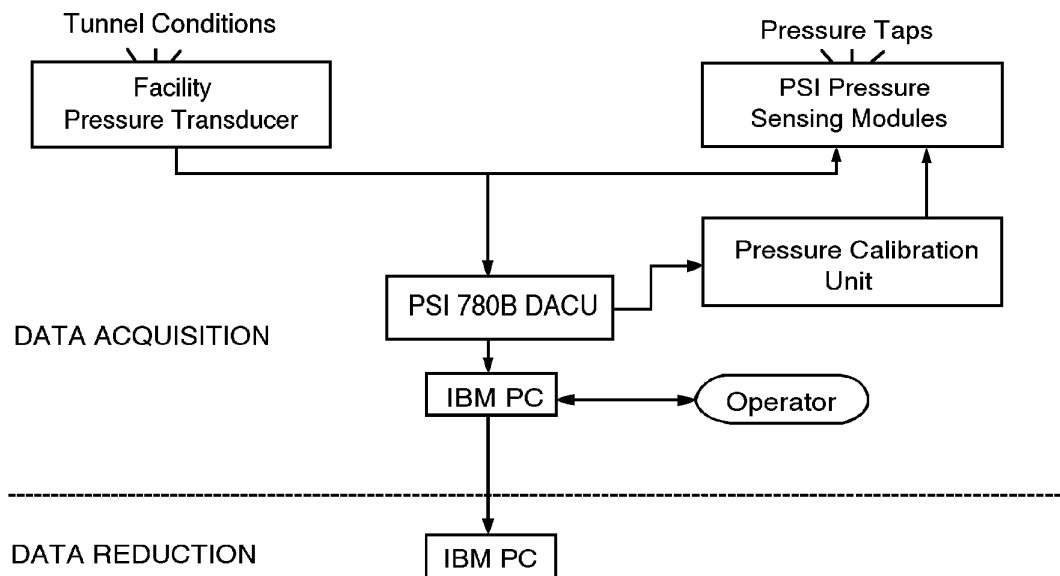 Tunnel Conditions
Facility
Pressure Transducer
Pressure Taps
PSI Pressure
Sensing Modules
Pressure Calibration
Unit
PSI 780B DACU
DATA ACQUISITION
IBM PC
Operator
DATA REDUCTION
IBM PC